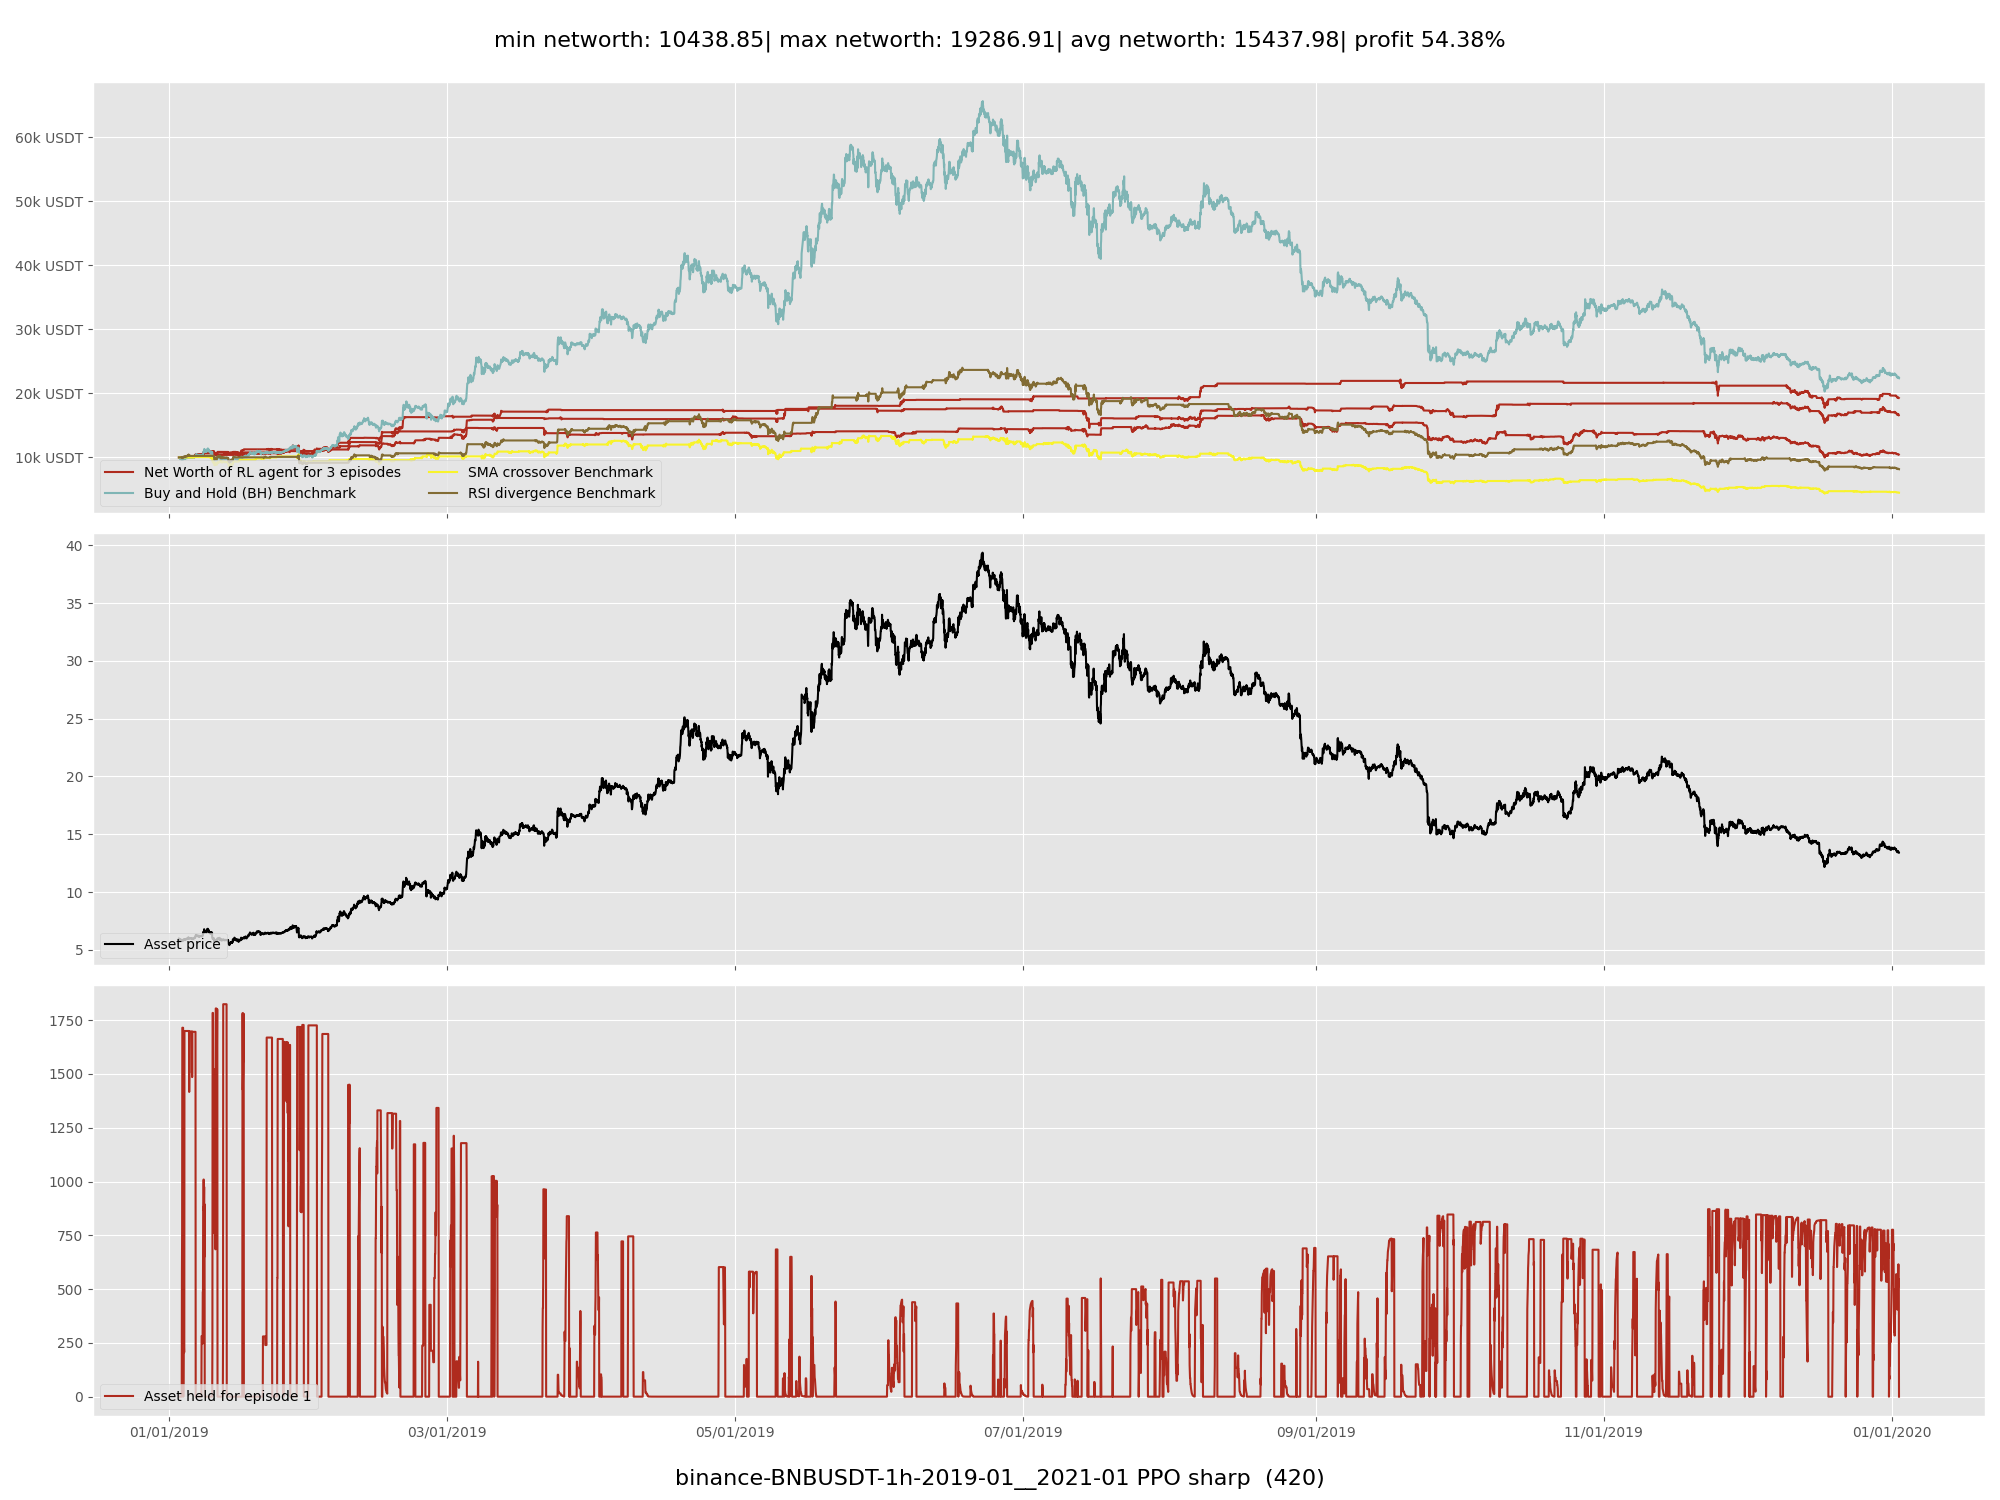 min networth: 10438.85| max networth: 19286.91| avg networth: 15437.98| profit 54.38%
60k USDT
50k USDT
40k USDT
30k USDT
20k USDT
10k USDT
Net Worth of RL agent for 3 episodes
Buy and Hold (BH) Benchmark
SMA crossover Benchmark
RSI divergence Benchmark
40
35
30
25
20
15
10
5
Asset price
1750
1500
1250
1000
750
500
250
0
Asset held for episode 1
01/01/2019 03/01/2019 05/01/2019 07/01/2019 09/01/2019 11/01/2019 01/01/2020
binance-BNBUSDT-1h-2019-01__2021-01 PPO sharp (420)